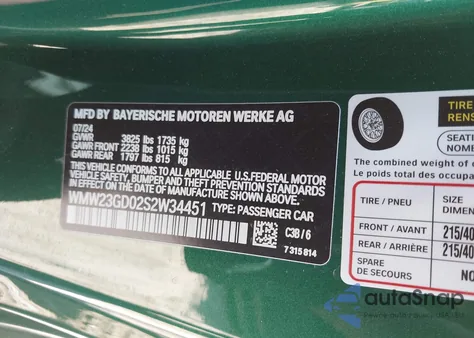 MFD BY BAYERISCHE MOTOREN WERKE AG
07/24
GVWR 3825 lbs 1735 kg
GAWR FRONT 2238 lbs 1015 kg
GAWR REAR 1797 lbs 815 kg
THIS VEHICLE CONFORMS TO ALL APPLICABLE U.S.FEDERAL MOTOR
VEHICLE SAFETY, BUMPER, AND THEFT PREVENTION STANDARDS
IN EFFECT ON THE DATE OF MANUFACTURE SHOWN ABOVE.
WMW23GD02S2W34451 TYPE: PASSENGER CAR
C3B / 6
7 315 814
TIRE
RENS
SEATI
NOME
The combined weight of
Le poids total des occupa
TIRE / PNEU
SIZE
DIMEN
FRONT / AVANT
215/40
REAR / ARRIÈRE
215/40
SPARE
DE SECOURS
NO
autoSnap